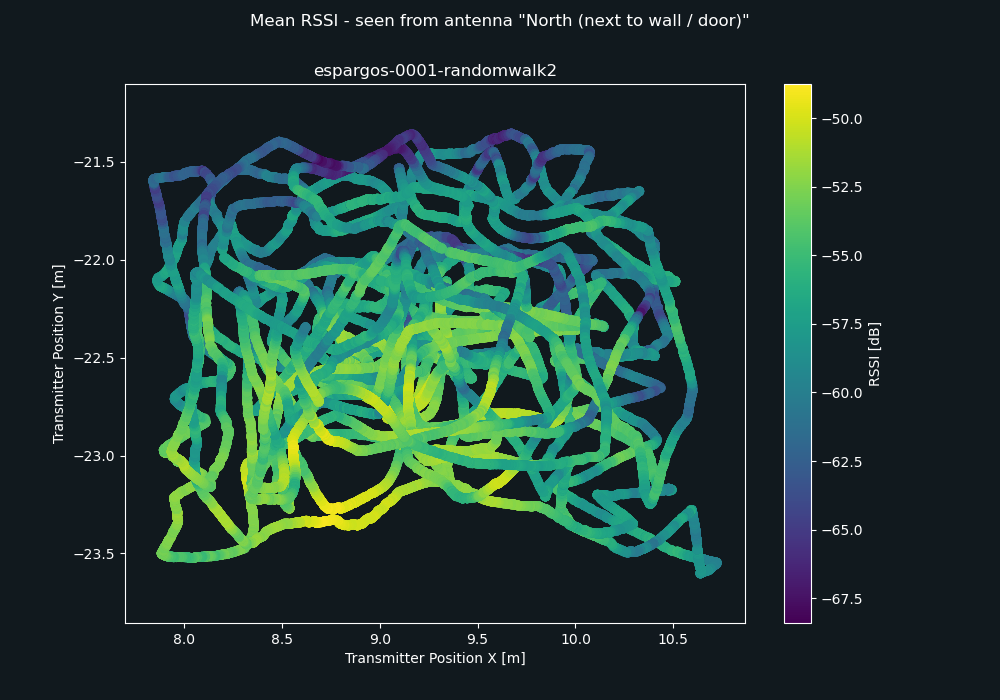 Mean RSSI - seen from antenna "North (next to wall / door)"
espargos-0001-randomwalk2
−21.5
−22.0
−22.5
−23.0
−23.5
Transmitter Position Y [m]
8.0 8.5 9.0 9.5 10.0 10.5
Transmitter Position X [m]
−50.0
−52.5
−55.0
−57.5
−60.0
−62.5
−65.0
−67.5
RSSI [dB]